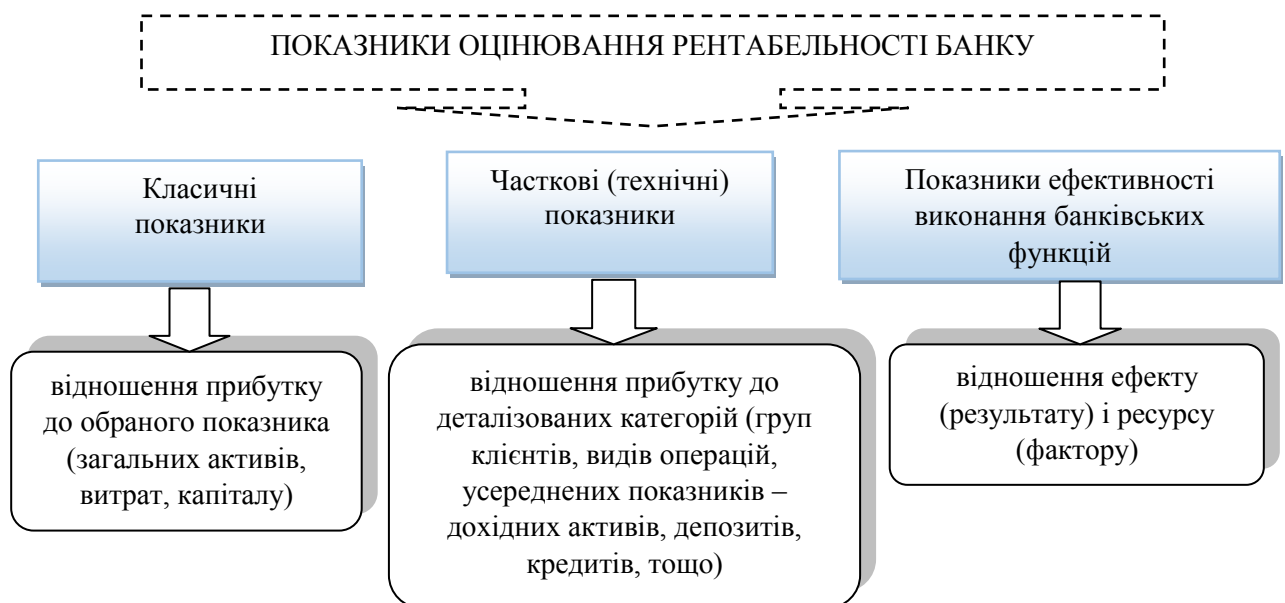 ПОКАЗНИКИ ОЦІНЮВАННЯ РЕНТАБЕЛЬНОСТІ БАНКУ
Класичні
показники
Часткові (технічні)
показники
Показники ефективності
виконання банківських
функцій
відношення прибутку
до обраного показника
(загальних активів,
витрат, капіталу)
відношення прибутку до
деталізованих категорій (груп
клієнтів, видів операцій,
усереднених показників –
дохідних активів, депозитів,
кредитів, тощо)
відношення ефекту
(результату) і ресурсу
(фактору)